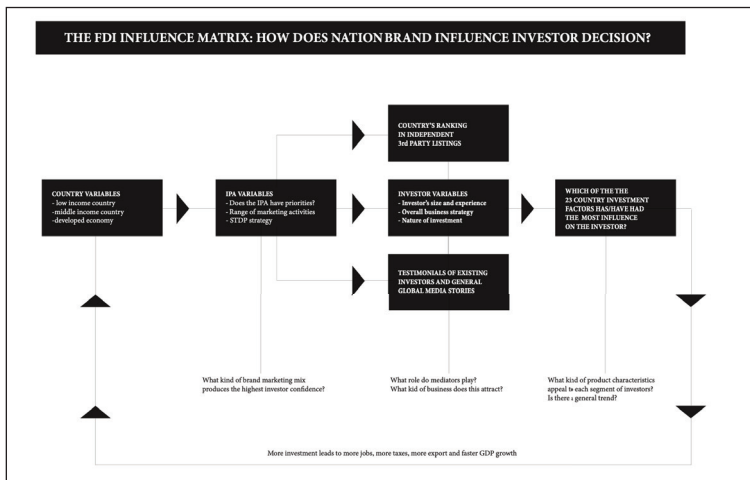 THE FDI INFLUENCE MATRIX: HOW DOES NATION BRAND INFLUENCE INVESTOR DECISION?
COUNTRY'S RANKING
IN INDEPENDENT
3rd PARTY LISTINGS
COUNTRY VARIABLES
- low income country
-middle income country
-developed economy
IPA VARIABLES
- Does the IPA have priorities?
- Range of marketing activities
- STDP strategy
INVESTOR VARIABLES
- Investor's size and experience
- Overall business strategy
- Nature of investment
WHICH OF THE THE
23 COUNTRY INVESTMENT
FACTORS HAS/HAVE HAD
THE MOST INFLUENCE
ON THE INVESTOR?
TESTIMONIALS OF EXISTING
INVESTORS AND GENERAL
GLOBAL MEDIA STORIES
What kind of brand marketing mix
produces the highest investor confidence?
What role do mediators play?
What kid of business does this attract?
What kind of product characteristics
appeal to each segment of investors?
Is there general trend?
More investment leads to more jobs, more taxes, more export and faster GDP growth